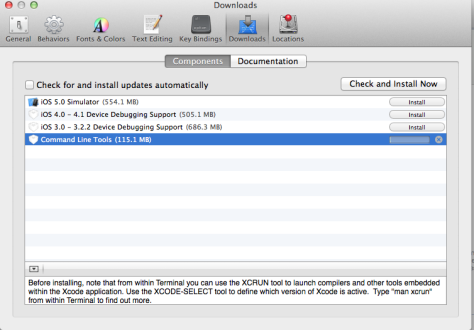 Downloads
General Behaviors Fonts & Colors Text Editing Key Bindings Downloads Locations
Components Documentation
Check for and install updates automatically Check and Install Now
iOS 5.0 Simulator (554.1 MB) Install
iOS 4.0 – 4.1 Device Debugging Support (505.1 MB) Install
iOS 3.0 – 3.2.2 Device Debugging Support (686.3 MB) Install
Command Line Tools (115.1 MB)
Before installing, note that from within Terminal you can use the XCRUN tool to launch compilers and other tools embedded
within the Xcode application. Use the XCODE-SELECT tool to define which version of Xcode is active. Type "man xcrun"
from within Terminal to find out more.